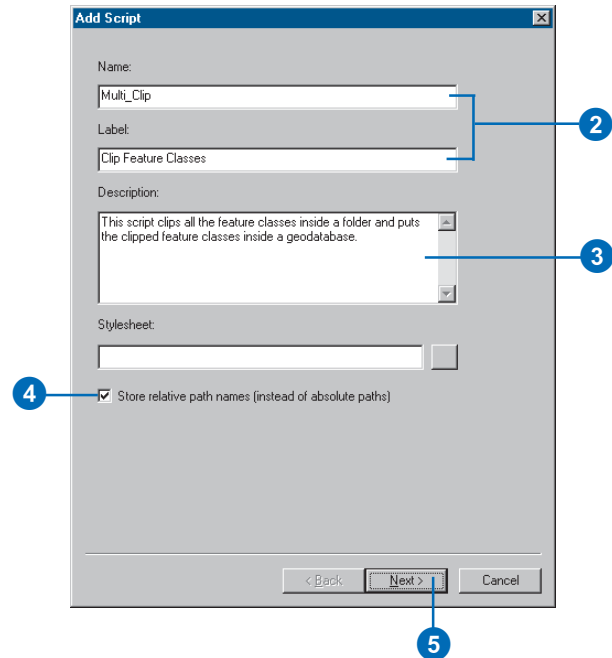 Add Script
Name:
Multi_Clip
2
Label:
Clip Feature Classes
Description:
This script clips all the feature classes inside a folder and puts
the clipped feature classes inside a geodatabase.
3
Stylesheet:
4
Store relative path names (instead of absolute paths)
< Back
Next >
Cancel
5